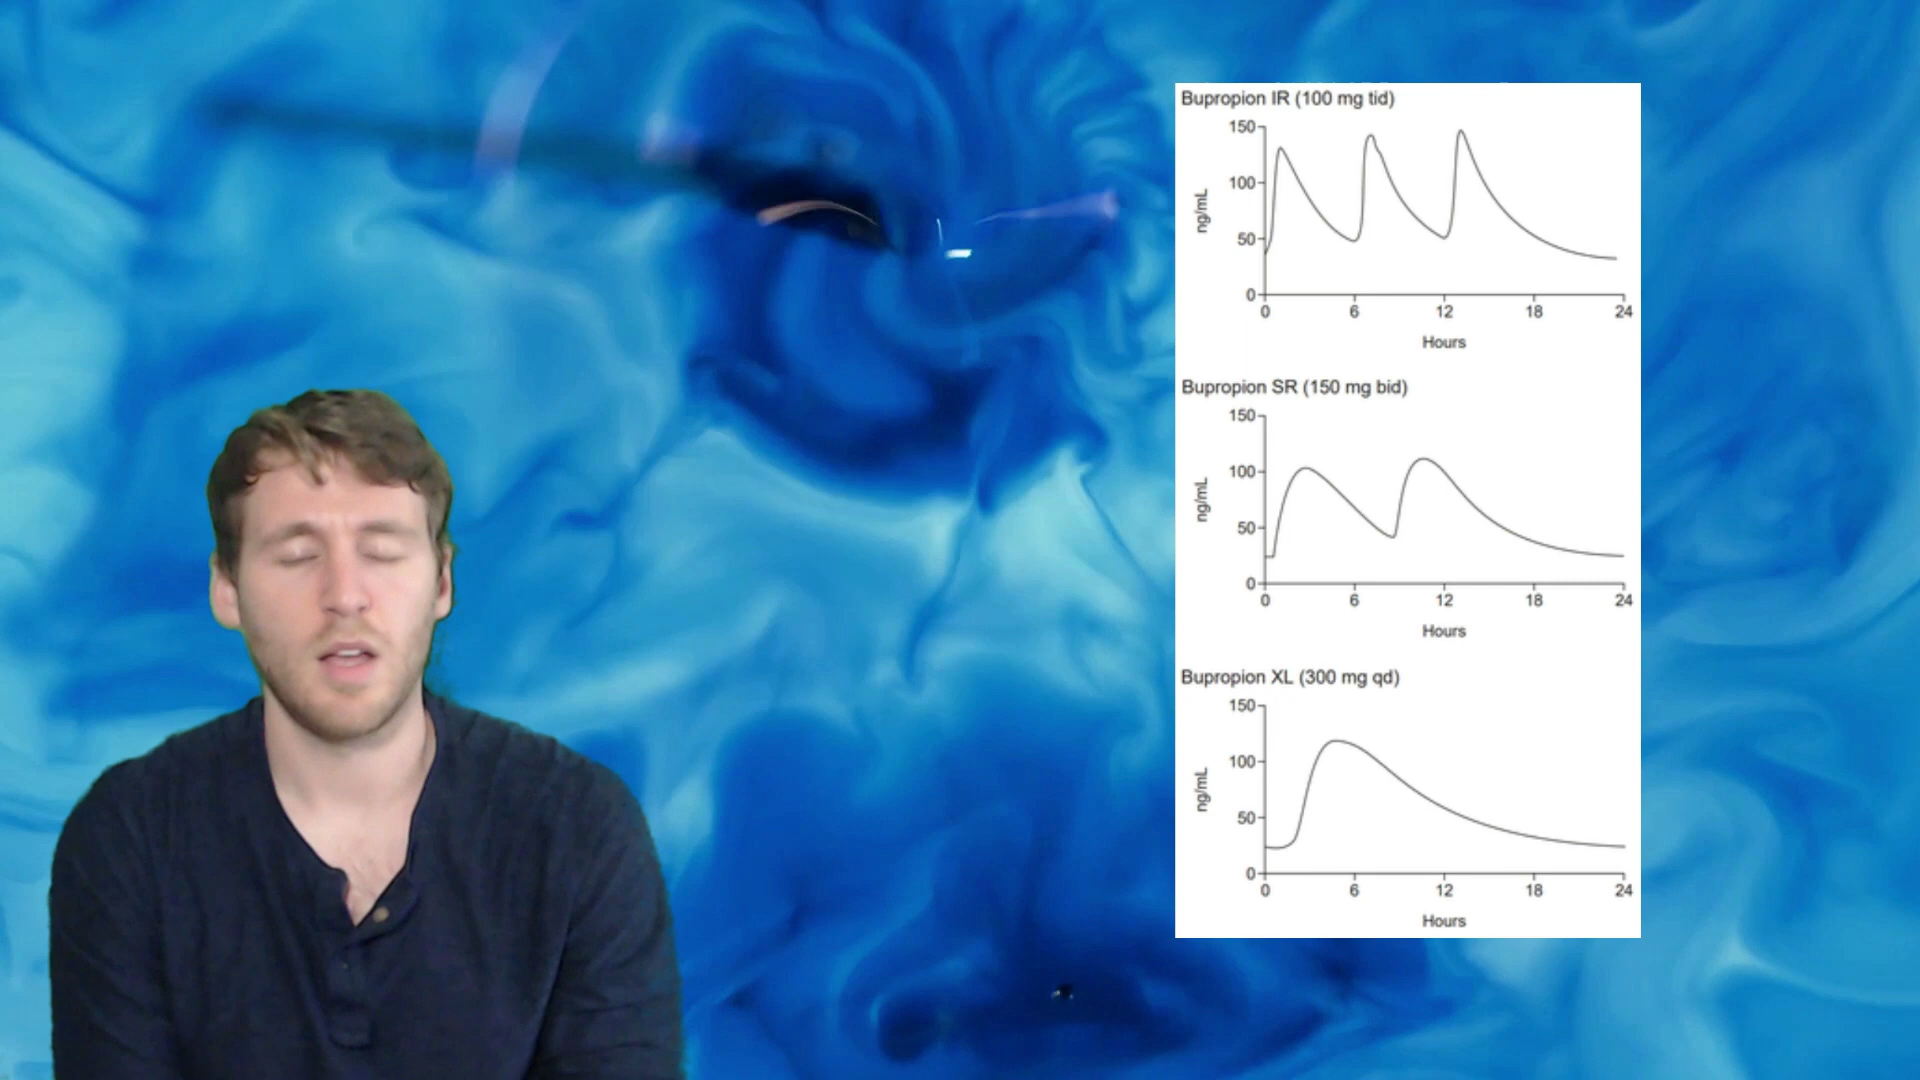 Bupropion IR (100 mg tid)
150
100
50
0
ng/mL
0 6 12 18 24
Hours
Bupropion SR (150 mg bid)
150
100
50
0
ng/mL
0 6 12 18 24
Hours
Bupropion XL (300 mg qd)
150
100
50
0
ng/mL
0 6 12 18 24
Hours